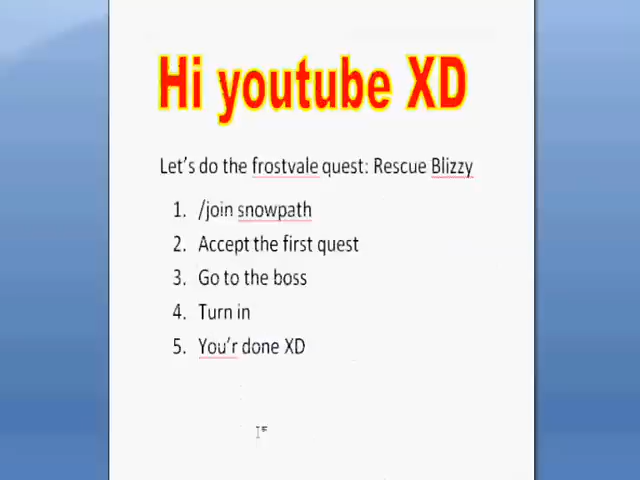 Hi youtube XD
Let's do the frostvale quest: Rescue Blizzy
1. /join snowpath
2. Accept the first quest
3. Go to the boss
4. Turn in
5. You'r done XD